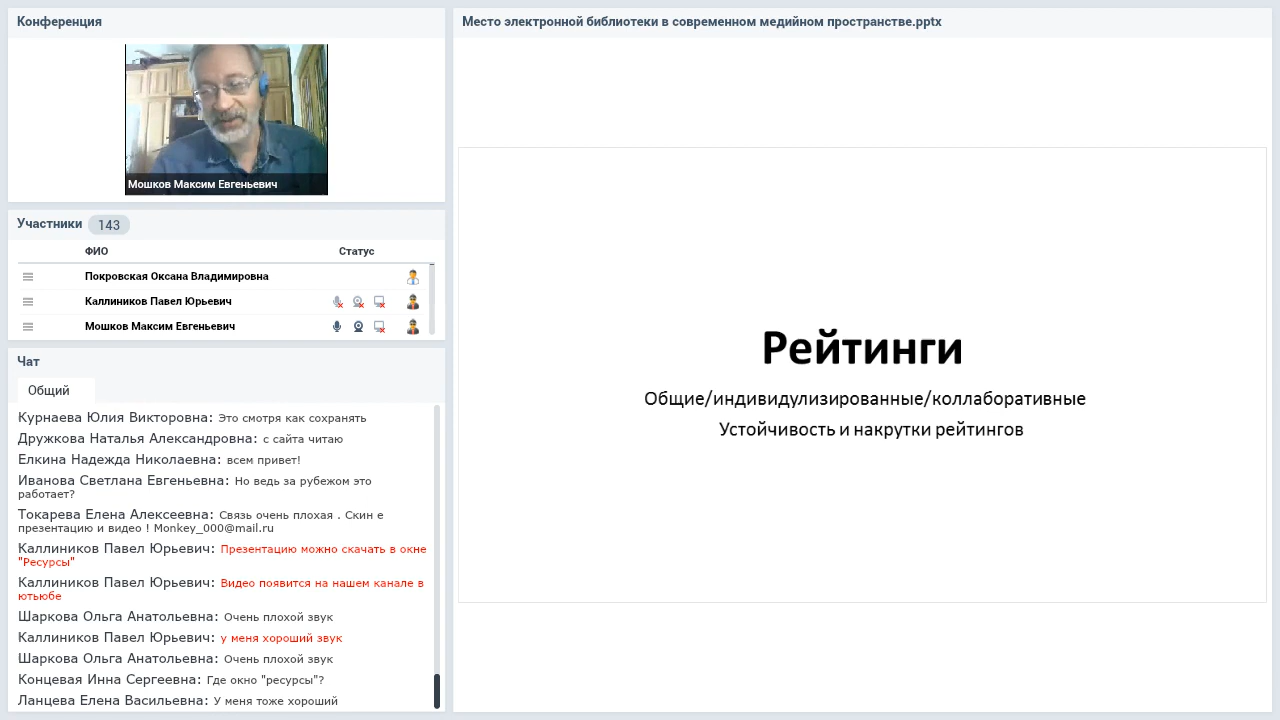 Конференция
Мошков Максим Евгеньевич
Участники 143
ФИО Статус
Покровская Оксана Владимировна
Каллиников Павел Юрьевич
Мошков Максим Евгеньевич
Чат
Общий
Курнаева Юлия Викторовна: Это смотря как сохранять
Дружкова Наталья Александровна: с сайта читаю
Елкина Надежда Николаевна: всем привет!
Иванова Светлана Евгеньевна: Но ведь за рубежом это
работает?
Токарева Елена Алексеевна: Связь очень плохая . Скин е
презентацию и видео ! Monkey_000@mail.ru
Каллиников Павел Юрьевич: Презентацию можно скачать в окне
"Ресурсы"
Каллиников Павел Юрьевич: Видео появится на нашем канале в
ютьюбе
Шаркова Ольга Анатольевна: Очень плохой звук
Каллиников Павел Юрьевич: у меня хороший звук
Шаркова Ольга Анатольевна: Очень плохой звук
Концевая Инна Сергеевна: Где окно "ресурсы"?
Ланцева Елена Васильевна: У меня тоже хороший
Место электронной библиотеки в современном медийном пространстве.pptx
Рейтинги
Общие/индивидулизированные/коллаборативные
Устойчивость и накрутки рейтингов